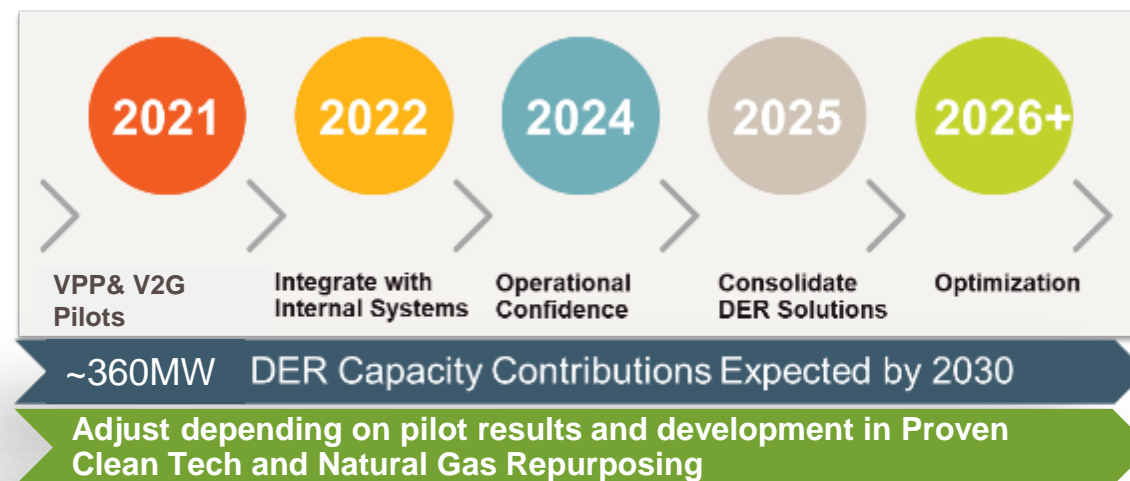 2021
2022
2024
2025
2026+
VPP& V2G
Pilots
Integrate with
Internal Systems
Operational
Confidence
Consolidate
DER Solutions
Optimization
~360MW DER Capacity Contributions Expected by 2030
Adjust depending on pilot results and development in Proven
Clean Tech and Natural Gas Repurposing